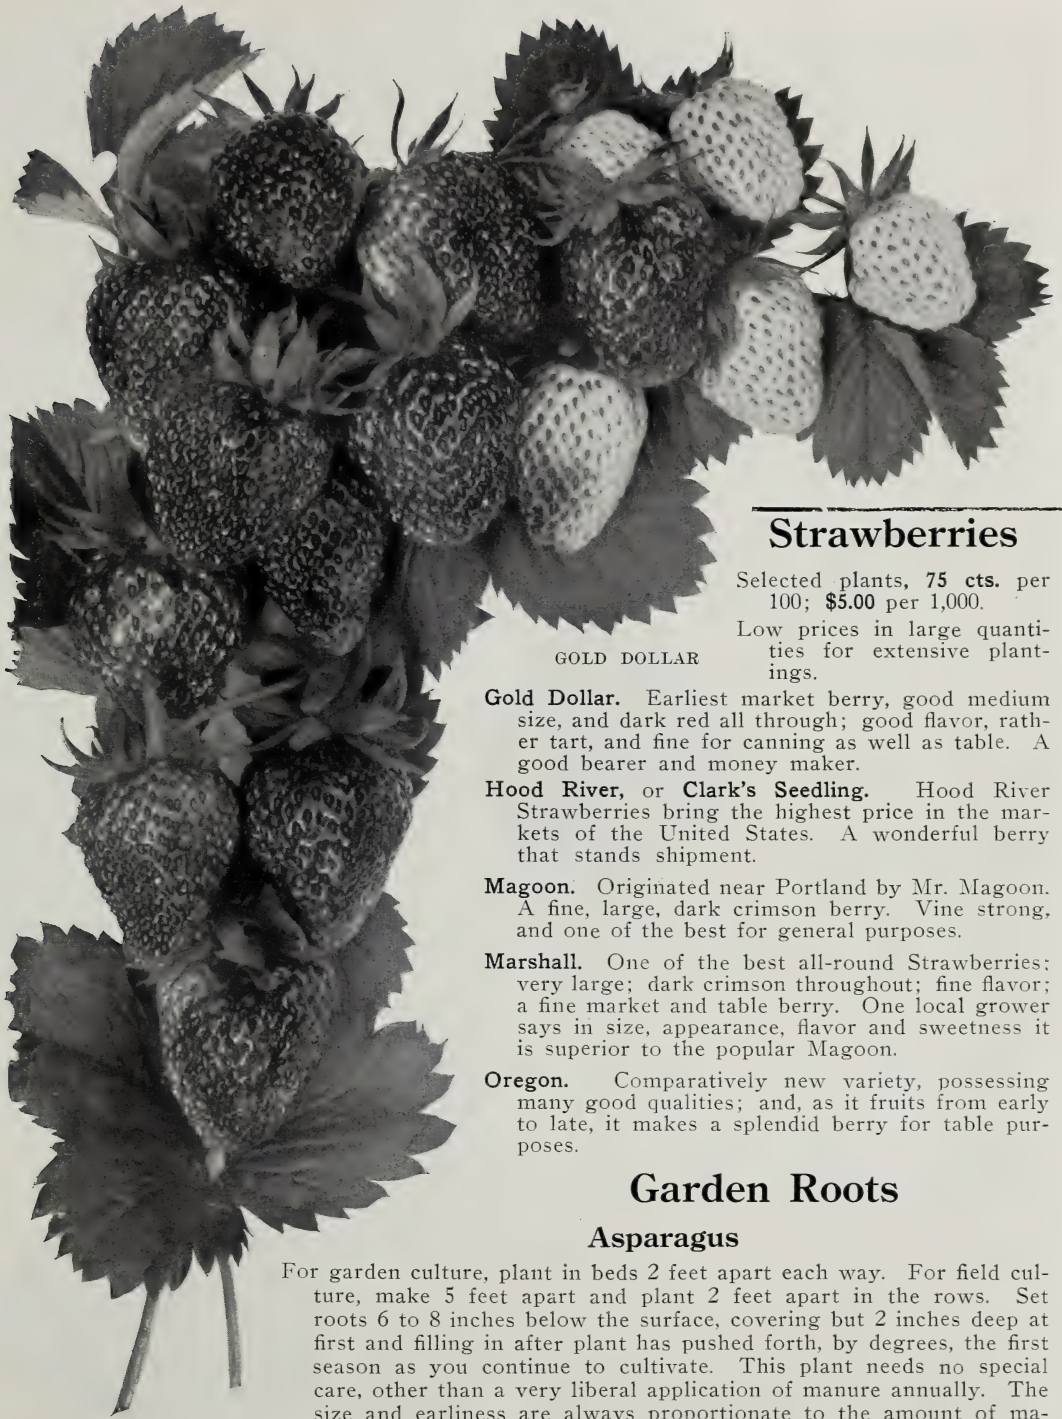 Strawberries
Selected plants, 75 cts. per
100; $5.00 per 1,000.
Low prices in large quanti-
ties for extensive plant-
ings.
GOLD DOLLAR
Gold Dollar. Earliest market berry, good medium
size, and dark red all through; good flavor, rath-
er tart, and fine for canning as well as table. A
good bearer and money maker.
Hood River, or Clark's Seedling. Hood River
Strawberries bring the highest price in the mar-
kets of the United States. A wonderful berry
that stands shipment.
Magoon. Originated near Portland by Mr. Magoon.
A fine, large, dark crimson berry. Vine strong,
and one of the best for general purposes.
Marshall. One of the best all-round Strawberries;
very large; dark crimson throughout; fine flavor;
a fine market and table berry. One local grower
says in size, appearance, flavor and sweetness it
is superior to the popular Magoon.
Oregon. Comparatively new variety, possessing
many good qualities; and, as it fruits from early
to late, it makes a splendid berry for table pur-
poses.
Garden Roots
Asparagus
For garden culture, plant in beds 2 feet apart each way. For field cul-
ture, make 5 feet apart and plant 2 feet apart in the rows. Set
roots 6 to 8 inches below the surface, covering but 2 inches deep at
first and filling in after plant has pushed forth, by degrees, the first
season as you continue to cultivate. This plant needs no special
care, other than a very liberal application of manure annually. The
size and earliness are always proportionate to the amount of ma-